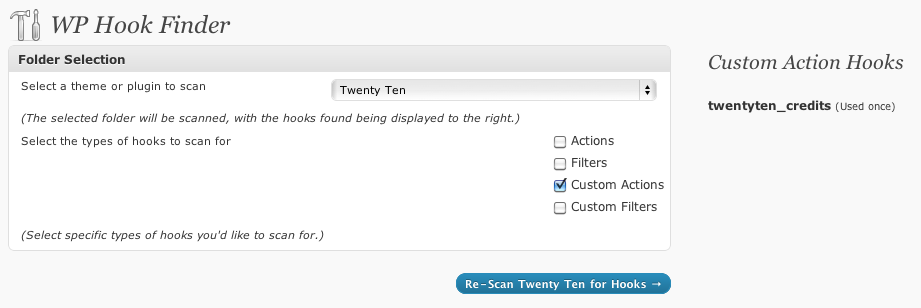 WP Hook Finder
Folder Selection
Select a theme or plugin to scan
Twenty Ten
(The selected folder will be scanned, with the hooks found being displayed to the right.)
Select the types of hooks to scan for
Actions
Filters
Custom Actions
Custom Filters
(Select specific types of hooks you'd like to scan for.)
Re-Scan Twenty Ten for Hooks →
Custom Action Hooks
twentyten_credits (Used once)